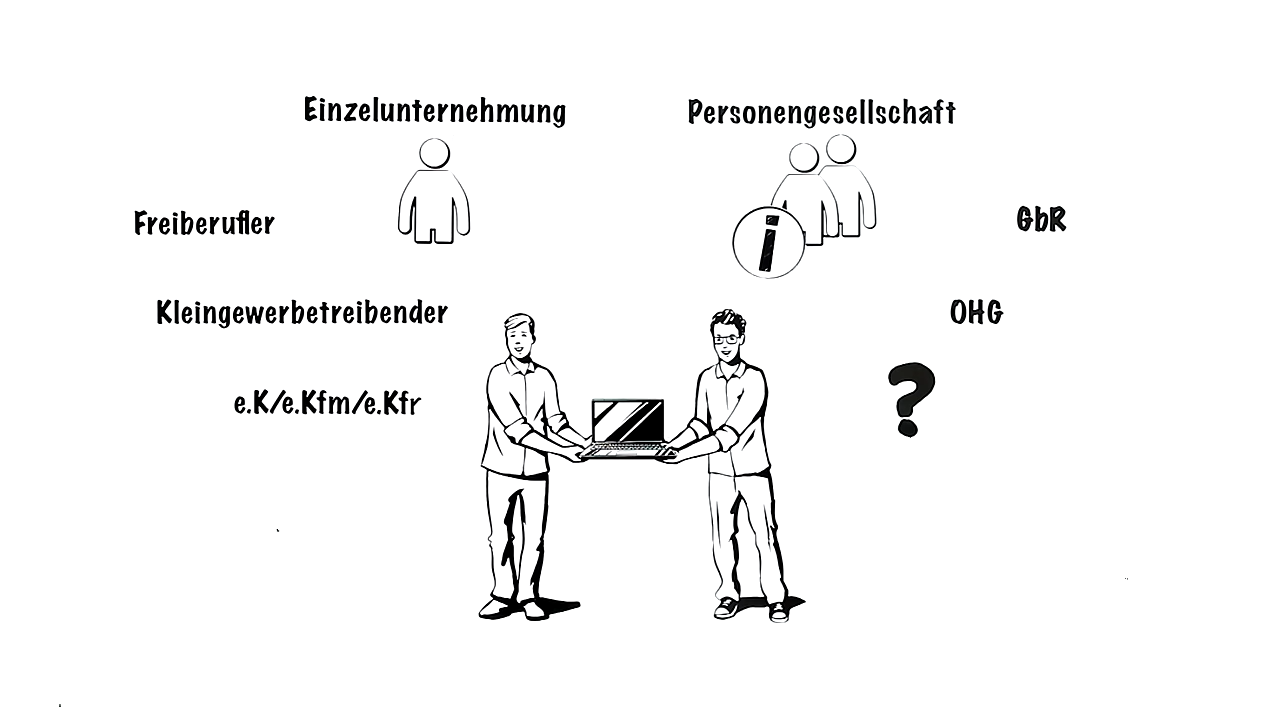 Einzelunternehmung
Personengesellschaft
Freiberufler
i
GbR
Kleingewerbetreibender
OHG
e.K/e.Kfm/e.Kfr
?